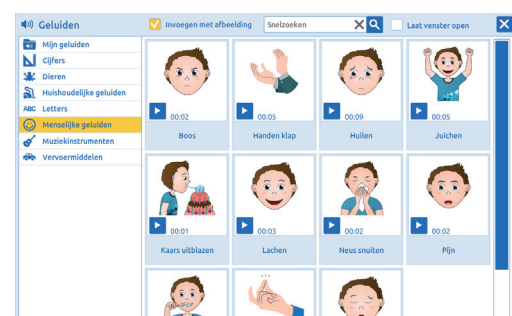 Geluiden
Invoegen met afbeelding
Snelzoeken
Laat venster open
Mijn geluiden
Cijfers
Dieren
Huishoudelijke geluiden
ABC Letters
Menselijke geluiden
Muziekinstrumenten
Vervoermiddelen
00:02 00:05 00:09 00:05
Boos Handen klap Huilen Juichen
00:01 00:03 00:02 00:02
Kaars uitblazen Lachen Neus snuiten Pijn